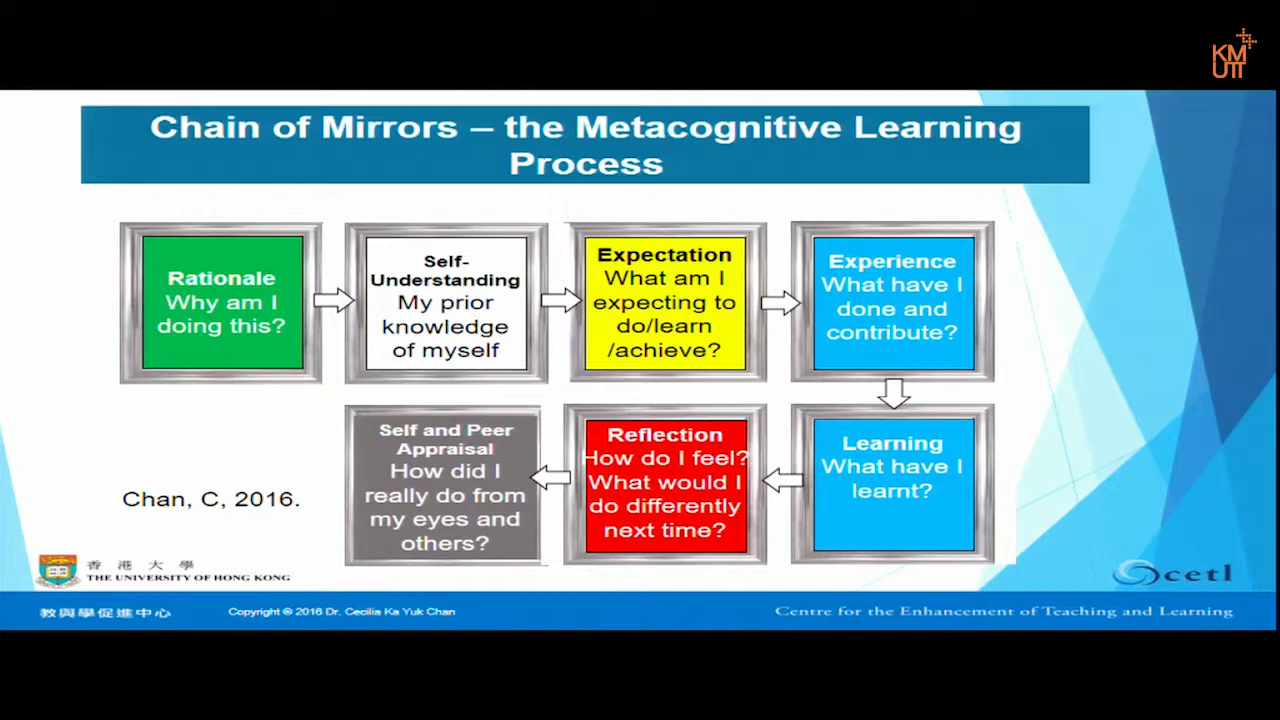 KM
UTT
Chain of Mirrors – the Metacognitive Learning
Process
Rationale
Why am I
doing this?
Self-
Understanding
My prior
knowledge
of myself
Expectation
What am I
expecting to
do/learn
/achieve?
Experience
What have I
done and
contribute?
Learning
What have I
learnt?
Reflection
How do I feel?
What would I
do differently
next time?
Self and Peer
Appraisal
How did I
really do from
my eyes and
others?
Chan, C, 2016.
香港大學
THE UNIVERSITY OF HONG KONG
cetl
教與學促進中心
Copyright © 2016 Dr. Cecilia Ka Yuk Chan
Centre for the Enhancement of Teaching and Learning